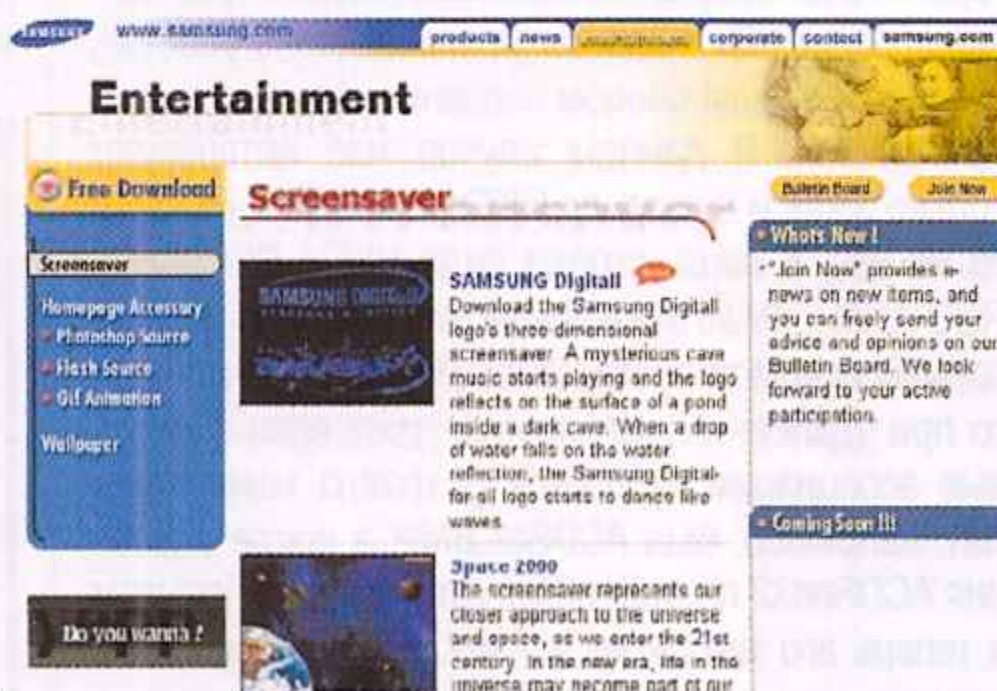 SAMSUNG
www.samsung.com
products
news
corporate
contact
samsung.com
Entertainment
Free Download
Screensaver
Homepage Accessory
Photoshop Source
Flash Source
Gif Animation
Wallpaper
Do you wanna ?
Screensaver
SAMSUNG DIGITall
SAMSUNG Digitall
Download the Samsung Digitall
logo's three-dimensional
screensaver. A mysterious cave
music starts playing and the logo
reflects on the surface of a pond
inside a dark cave. When a drop
of water falls on the water
reflection, the Samsung Digital-
for-all logo starts to dance like
waves.
Space 2000
The screensaver represents our
closer approach to the universe
and space, as we enter the 21st
century. In the new era, life in the
universe may become part of our
Bulletin Board
Join Now
What's New !
"Join Now" provides e-
news on new items, and
you can freely send your
advice and opinions on our
Bulletin Board. We look
forward to your active
participation.
Coming Soon !!!